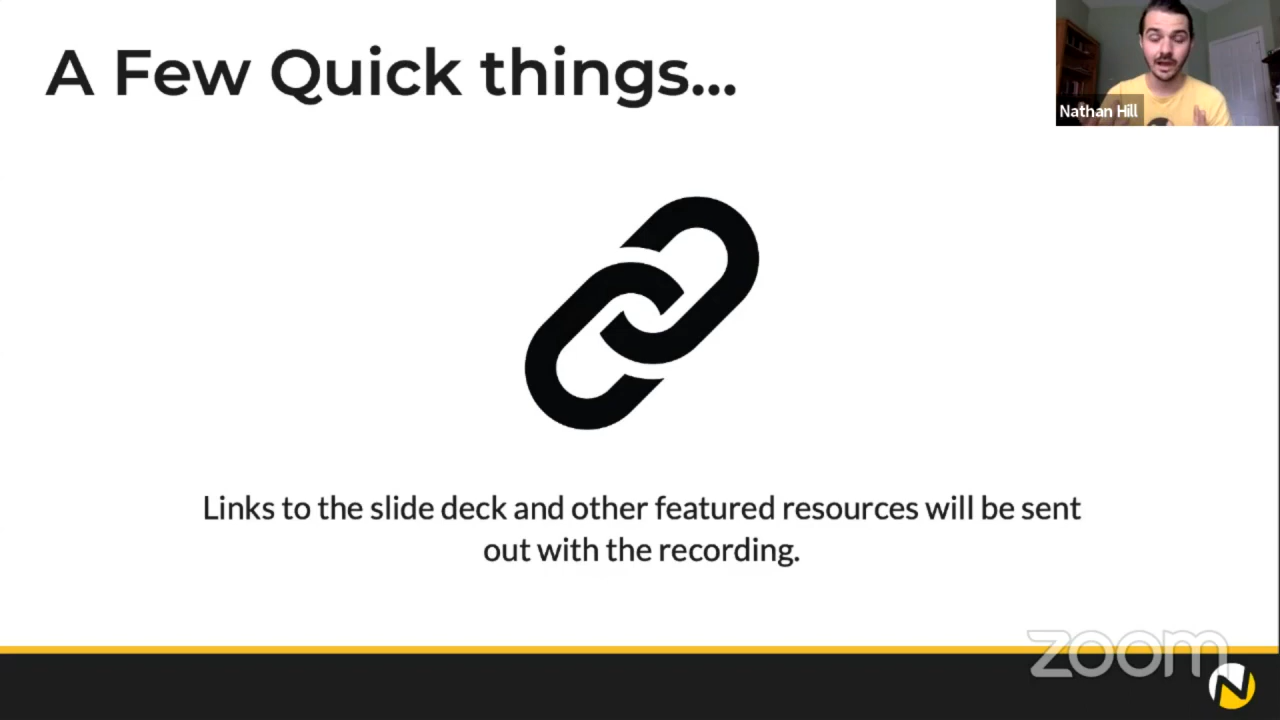 A Few Quick things...
Nathan Hill
Links to the slide deck and other featured resources will be sent
out with the recording.
zoom
N